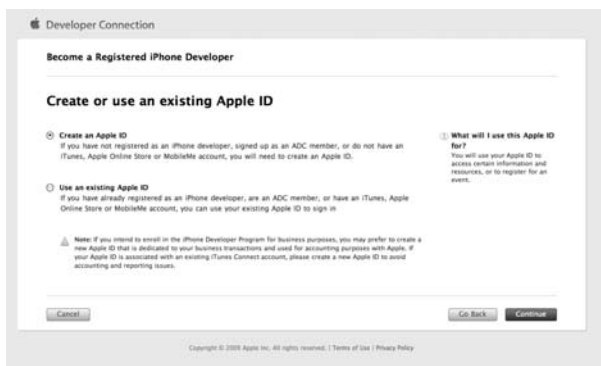 Developer Connection
Become a Registered iPhone Developer
Create or use an existing Apple ID
Create an Apple ID
If you have not registered as an iPhone developer, signed up as an ADC member, or do not have an
iTunes, Apple Online Store or MobileMe account, you will need to create an Apple ID.
Use an existing Apple ID
If you have already registered as an iPhone developer, are an ADC member, or have an iTunes, Apple
Online Store or MobileMe account, you can use your existing Apple ID to sign in
Note: If you intend to enroll in the iPhone Developer Program for business purposes, you may prefer to create a
new Apple ID that is dedicated to your business transactions and used for accounting purposes with Apple. If
your Apple ID is associated with an existing iTunes Connect account, please create a new Apple ID to avoid
accounting and reporting issues.
What will I use this Apple ID
for?
You will use your Apple ID to
access certain information and
resources, or to register for an
event.
Cancel
Go Back
Continue
Copyright © 2009 Apple Inc. All rights reserved. | Terms of Use | Privacy Policy